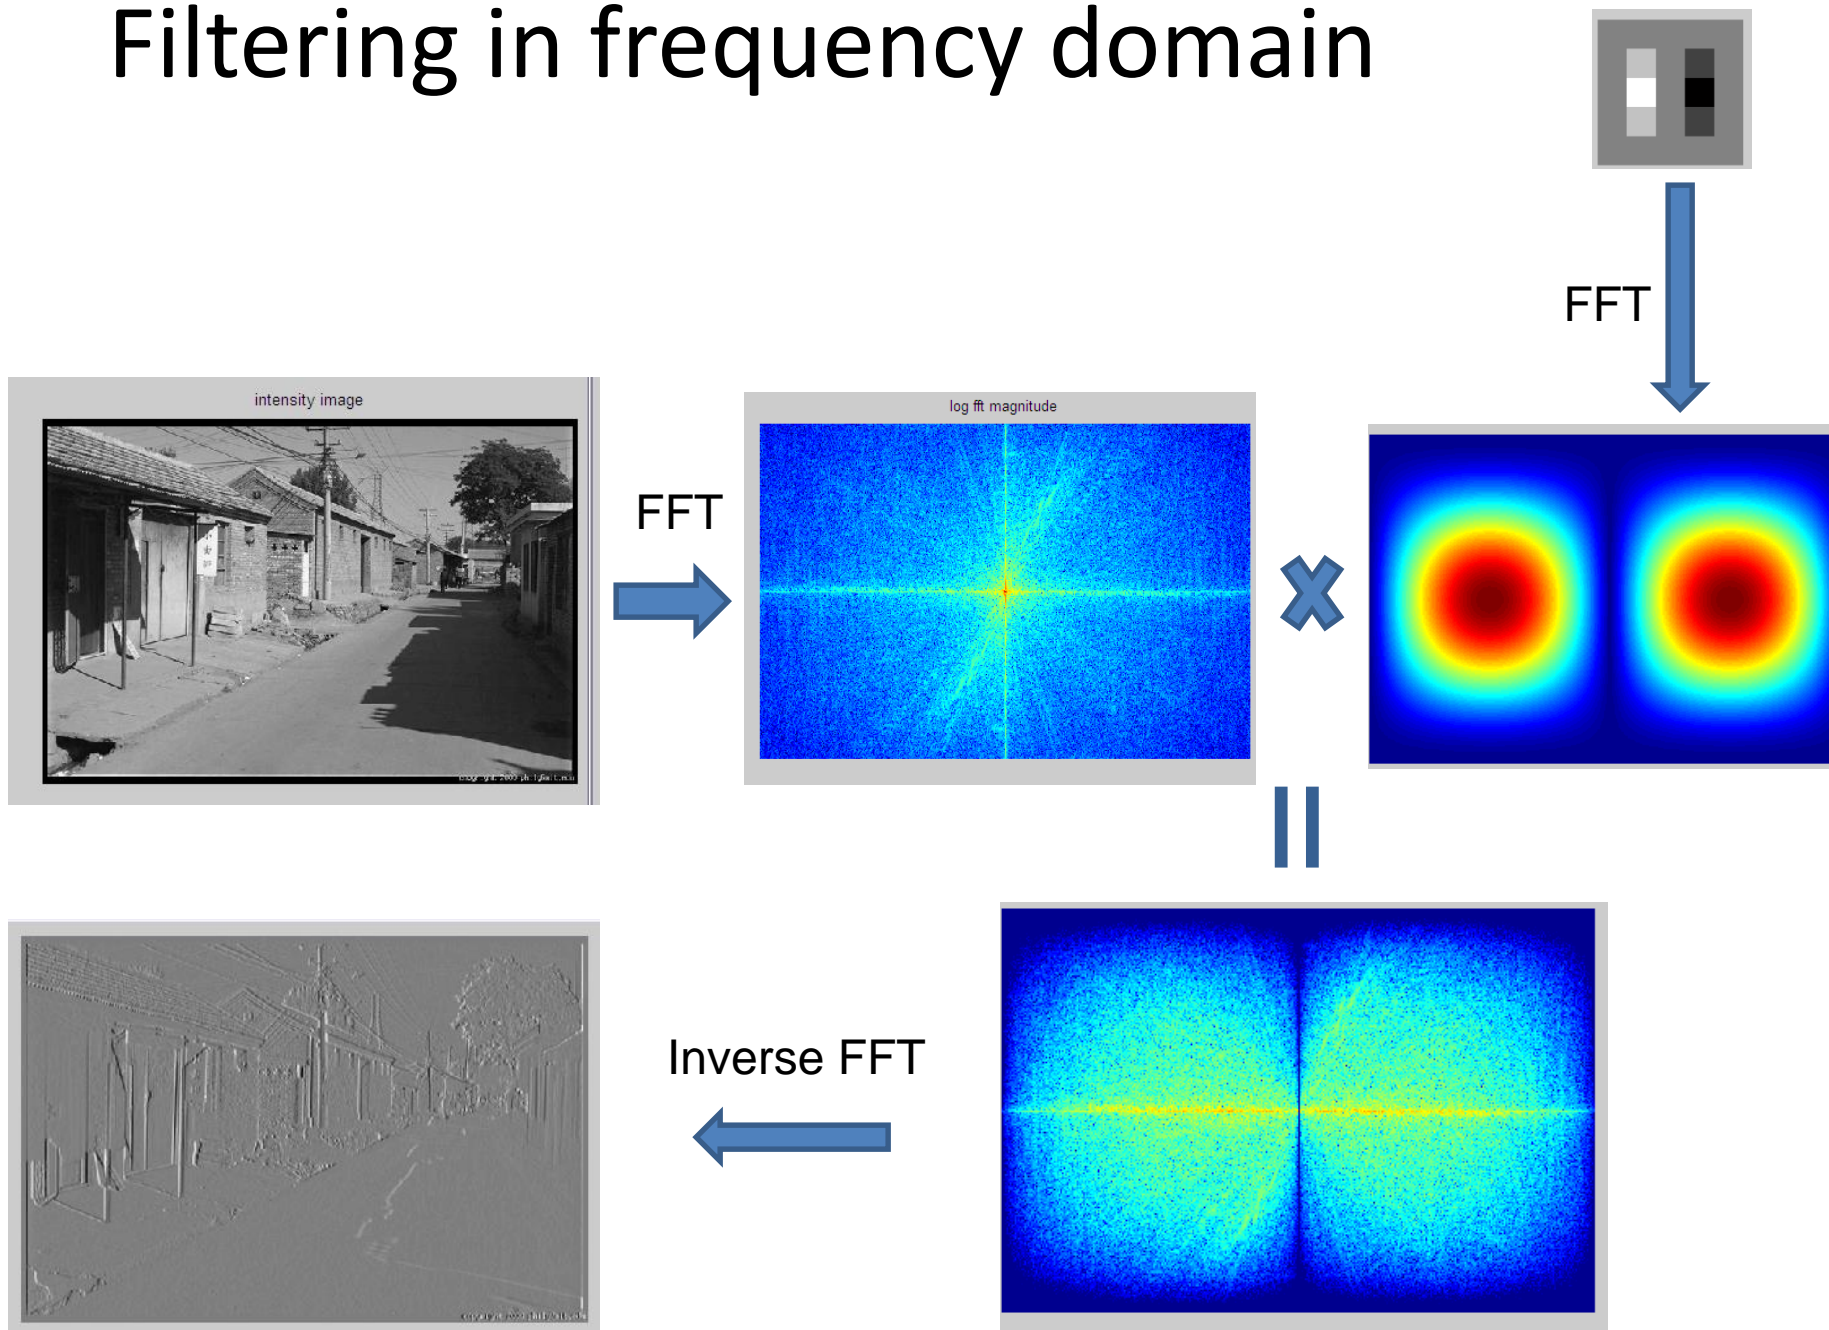 Filtering in frequency domain
FFT
intensity image
log fft magnitude
FFT
Inverse FFT